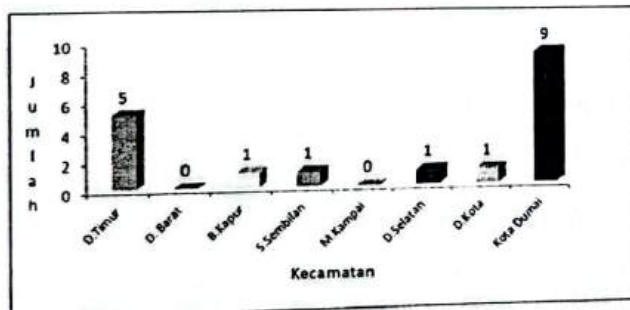 Jumlah
10
8
6
4
2
0
5
0
1
1
0
1
1
9
D.Timur
D. Barat
B.Kapur
S.Sembilan
M.Kampai
D.Selatan
D.Kota
Kota Dumai
Kecamatan